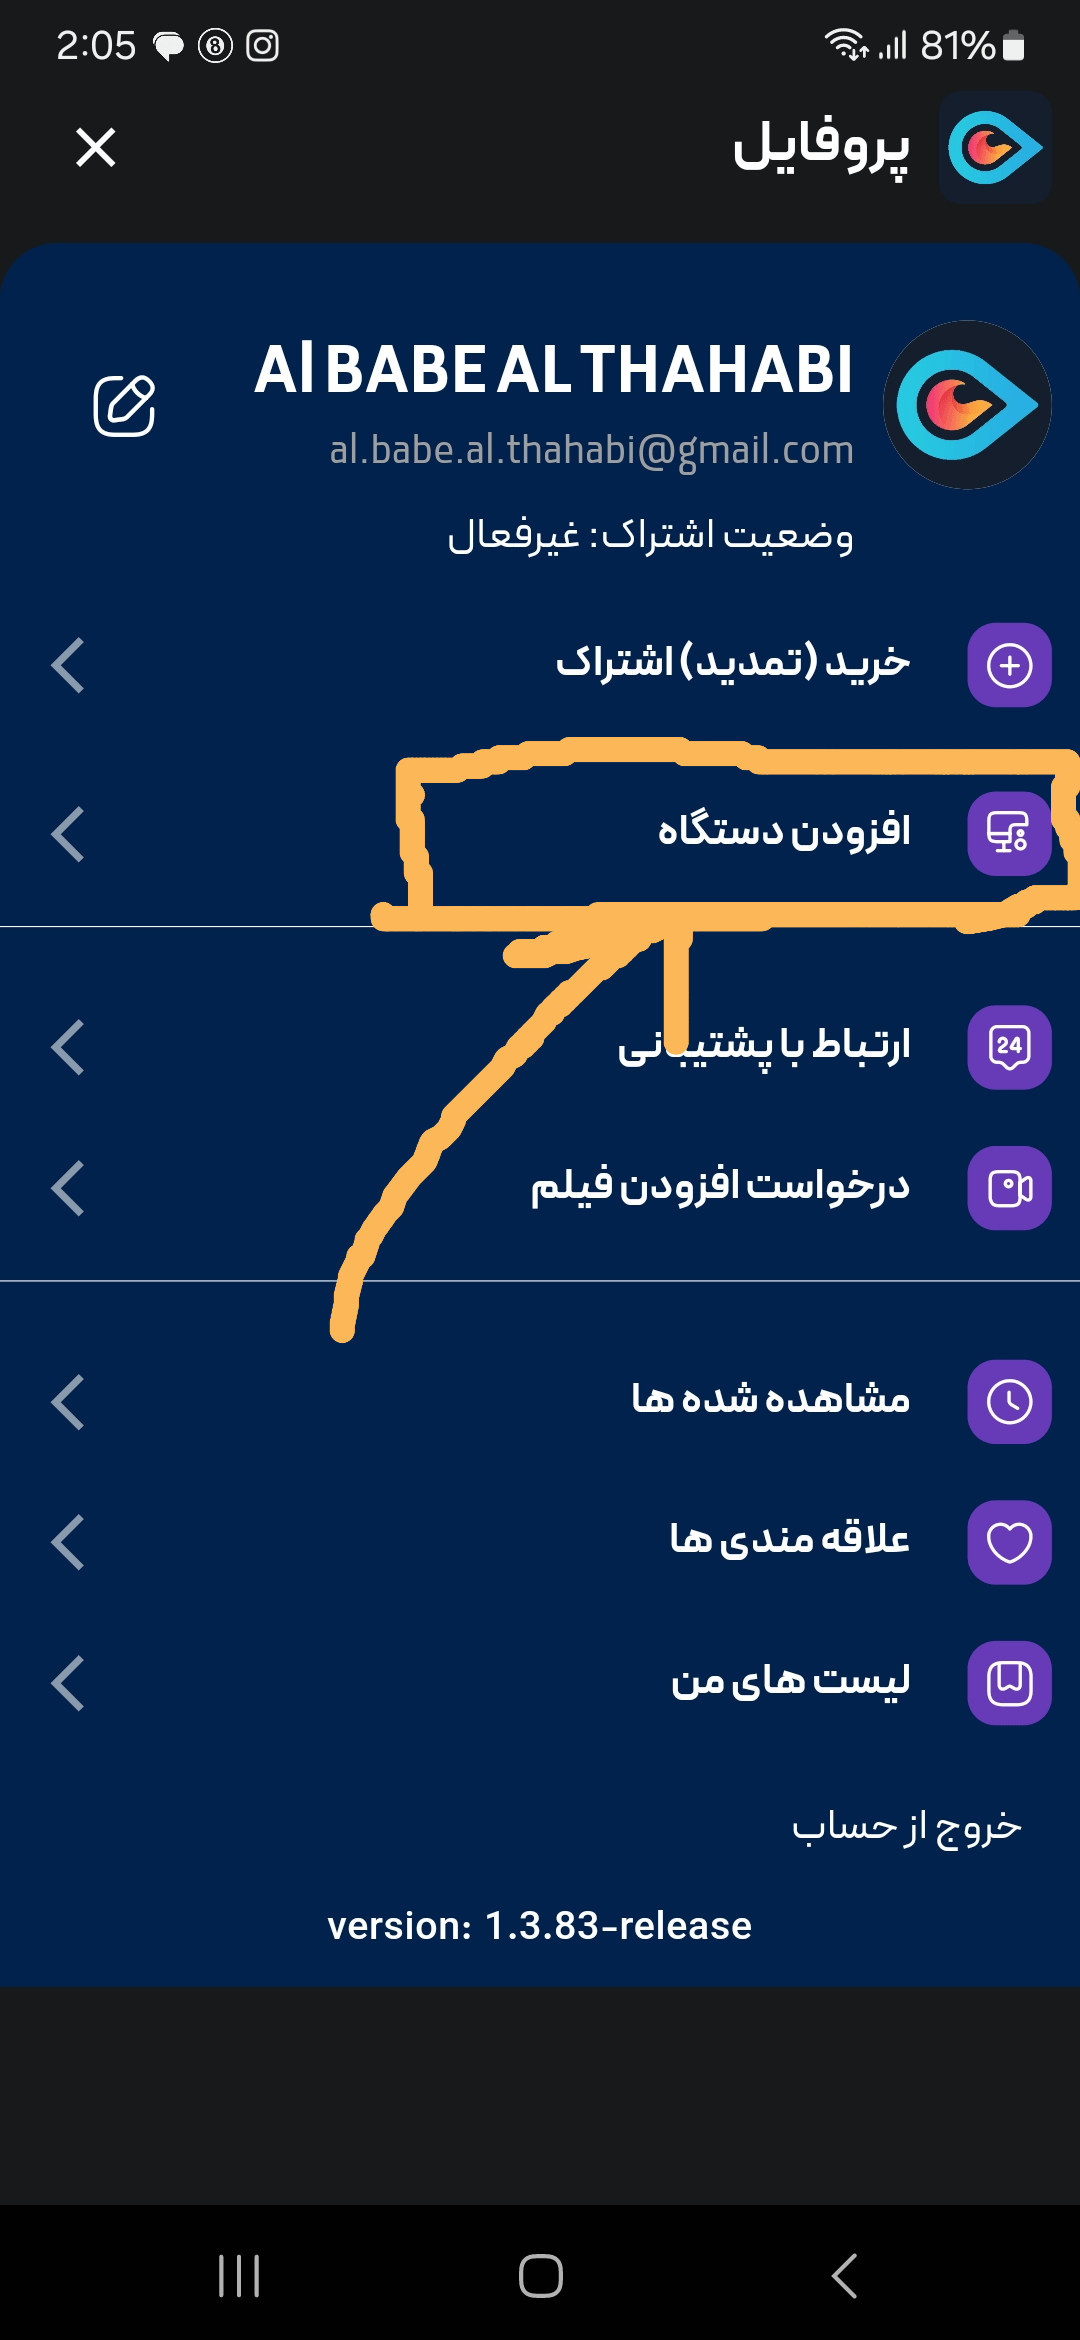 2:05
81%
پروفایل
Al BABE AL THAHABI
al.babe.al.thahabi@gmail.com
وضعیت اشتراک: غیرفعال
خرید (تمدید) اشتراک
افزودن دستگاه
ارتباط با پشتیبانی
24
درخواست افزودن فیلم
مشاهده شده ها
علاقه مندی ها
لیست های من
خروج از حساب
version: 1.3.83-release